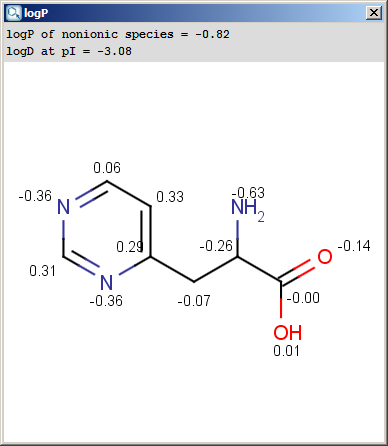 logP
logP of nonionic species = -0.82
logD at pI = -3.08
0.06
-0.36
N
0.33
-0.63
NH2
0.29
-0.26
O
-0.14
0.31
N
-0.36
-0.07
-0.00
OH
0.01